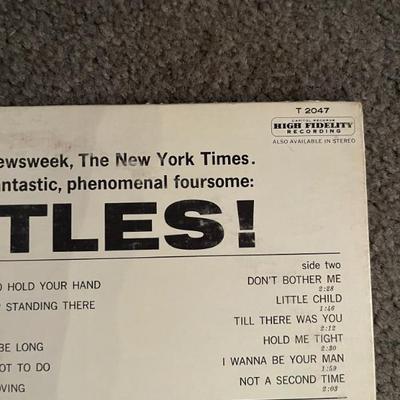 T 2047
CAPITOL RECORDS
HIGH FIDELITY
RECORDING
ALSO AVAILABLE IN STEREO
ewsweek, The New York Times.
ntastic, phenomenal foursome:
TLES!
side two
O HOLD YOUR HAND
STANDING THERE
BE LONG
OT TO DO
OVING
DON'T BOTHER ME
2:28
LITTLE CHILD
1:46
TILL THERE WAS YOU
2:12
HOLD ME TIGHT
2:30
I WANNA BE YOUR MAN
1:59
NOT A SECOND TIME
2:03